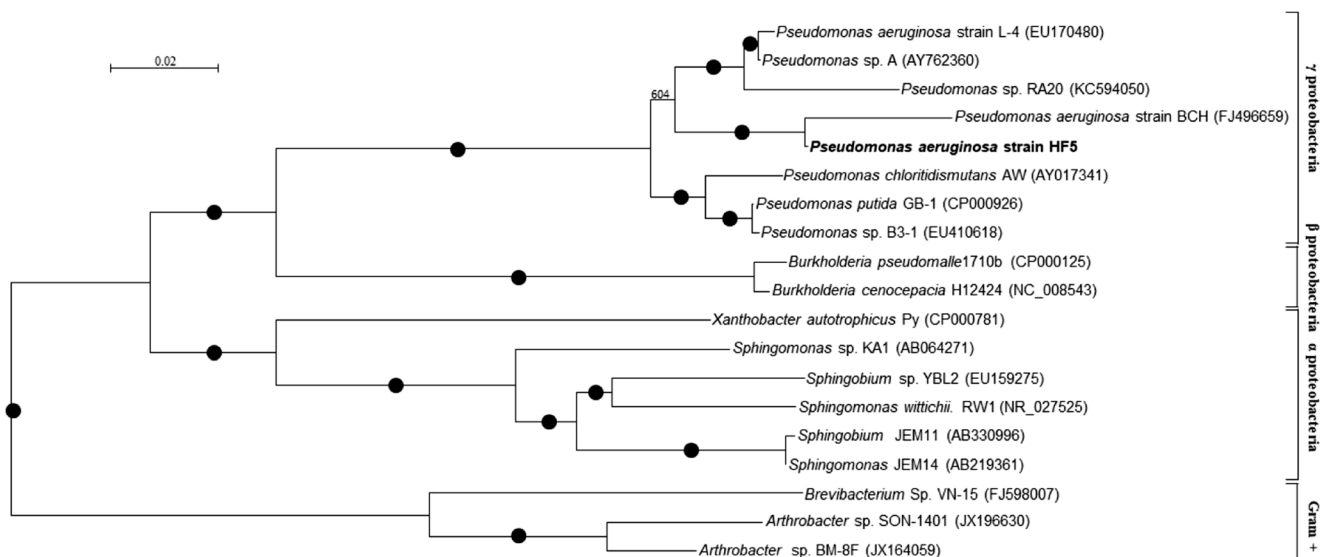 0.02
604
Pseudomonas aeruginosa strain L-4 (EU170480)
Pseudomonas sp. A (AY762360)
Pseudomonas sp. RA20 (KC594050)
Pseudomonas aeruginosa strain BCH (FJ496659)
Pseudomonas aeruginosa strain HF5
Pseudomonas chloritidismutans AW (AY017341)
Pseudomonas putida GB-1 (CP000926)
Pseudomonas sp. B3-1 (EU410618)
Burkholderia pseudomalle1710b (CP000125)
Burkholderia cenocepacia H12424 (NC_008543)
Xanthobacter autotrophicus Py (CP000781)
Sphingomonas sp. KA1 (AB064271)
Sphingobium sp. YBL2 (EU159275)
Sphingomonas wittichii. RW1 (NR_027525)
Sphingobium JEM11 (AB330996)
Sphingomonas JEM14 (AB219361)
Brevibacterium Sp. VN-15 (FJ598007)
Arthrobacter sp. SON-1401 (JX196630)
Arthrobacter sp. BM-8F (JX164059)
γ proteobacteria
β proteobacteria
α proteobacteria
Gram +